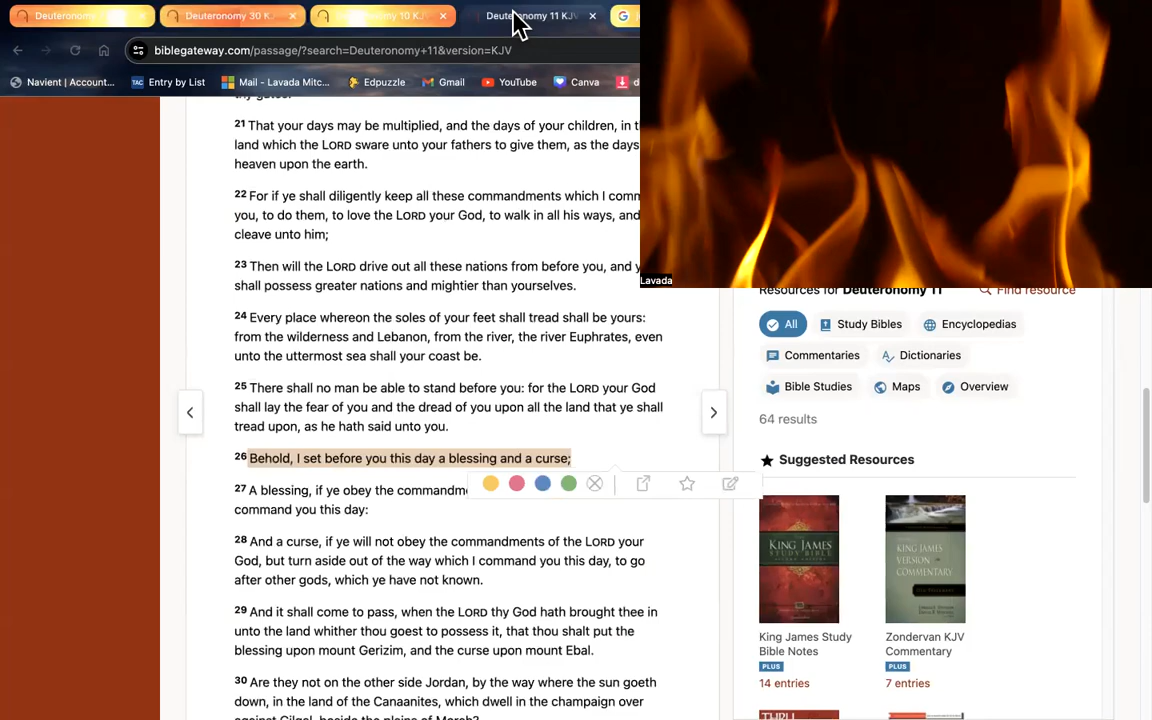 Deuteronomy
Deuteronomy 30 KJV
10 KJV
Deuteronomy 11 KJV
biblegateway.com/passage/?search=Deuteronomy+11&version=KJV
Navient | Account...
TAC Entry by List
Mail - Lavada Mitc...
Edpuzzle
Gmail
YouTube
Canva
d
21 That your days may be multiplied, and the days of your children, in
land which the LORD sware unto your fathers to give them, as the days
heaven upon the earth.
22 For if ye shall diligently keep all these commandments which I
you, to do them, to love the LORD your God, to walk in all his ways, and
cleave unto him;
23 Then will the LORD drive out all these nations from before you, and
shall possess greater nations and mightier than yourselves.
24 Every place whereon the soles of your feet shall tread shall be yours:
from the wilderness and Lebanon, from the river, the river Euphrates, even
unto the uttermost sea shall your coast be.
25 There shall no man be able to stand before you: for the LORD your God
shall lay the fear of you and the dread of you upon all the land that ye shall
tread upon, as he hath said unto you.
26 Behold, I set before you this day a blessing and a curse;
27 A blessing, if ye obey the
command you this day:
28 And a curse, if ye will not obey the commandments of the LORD your
God, but turn aside out of the way which I command you this day, to go
after other gods, which ye have not known.
29 And it shall come to pass, when the LORD thy God hath brought thee in
unto the land whither thou goest to possess it, that thou shalt put the
blessing upon mount Gerizim, and the curse upon mount Ebal.
30 Are they not on the other side Jordan, by the way where the sun goeth
down, in the land of the Canaanites, which dwell in the champaign over
against Gilgal, beside the plains of Moreh?
Lavada
Resources for Deuteronomy 11
Find resource
All
Study Bibles
Encyclopedias
Commentaries
Dictionaries
Bible Studies
Maps
Overview
64 results
Suggested Resources
KING JAMES
STUDY BIBLE
KING JAMES
VERSION
COMMENTARY
King James Study
Bible Notes
PLUS
14 entries
Zondervan KJV
Commentary
PLUS
7 entries
THRU